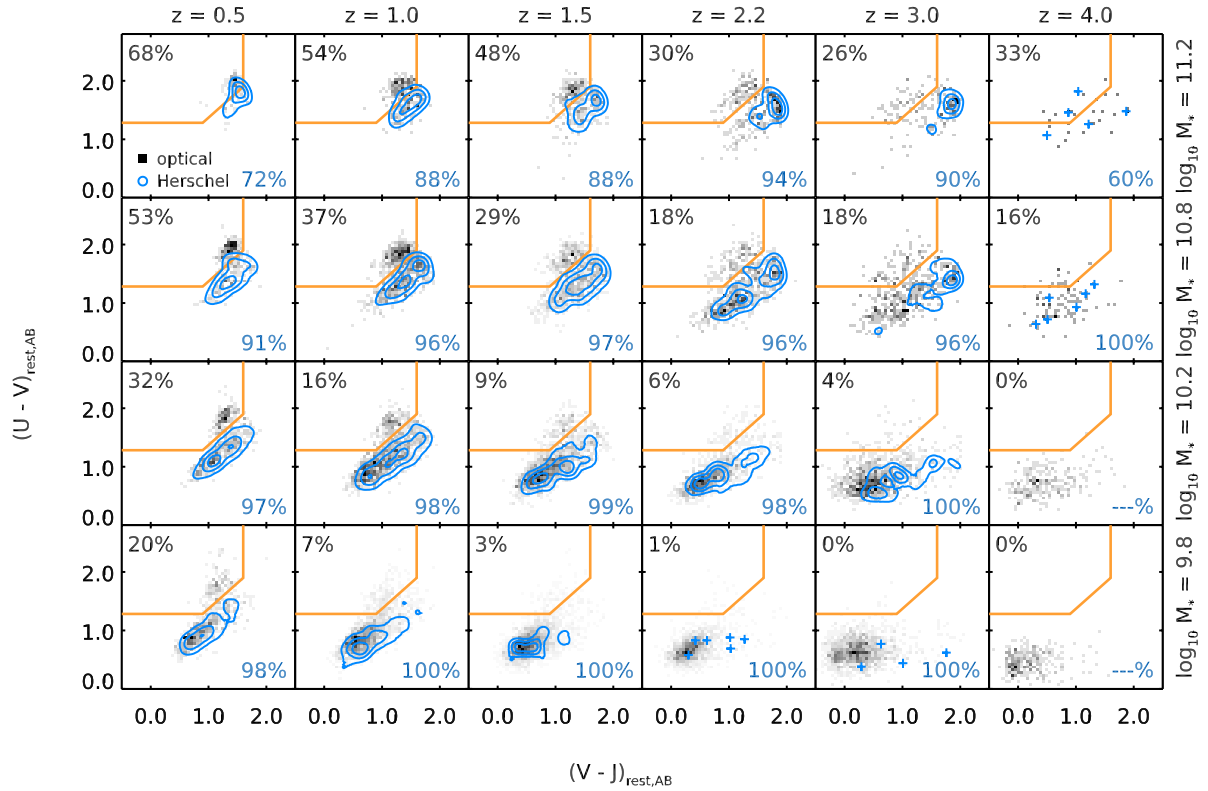 z = 0.5 z = 1.0 z = 1.5 z = 2.2 z = 3.0 z = 4.0
68% 54% 48% 30% 26% 33%
2.0
1.0
optical
Herschel
72% 88% 88% 94% 90% 60%
0.0
log10 M* = 11.2
53% 37% 29% 18% 18% 16%
2.0
1.0
91% 96% 97% 96% 96% 100%
0.0
log10 M* = 10.8
(U - V)rest,AB
32% 16% 9% 6% 4% 0%
2.0
1.0
97% 98% 99% 98% 100% ---%
0.0
log10 M* = 10.2
20% 7% 3% 1% 0% 0%
2.0
1.0
98% 100% 100% 100% 100% ---%
0.0
log10 M* = 9.8
0.0 1.0 2.0 0.0 1.0 2.0 0.0 1.0 2.0 0.0 1.0 2.0 0.0 1.0 2.0 0.0 1.0 2.0
(V - J)rest,AB